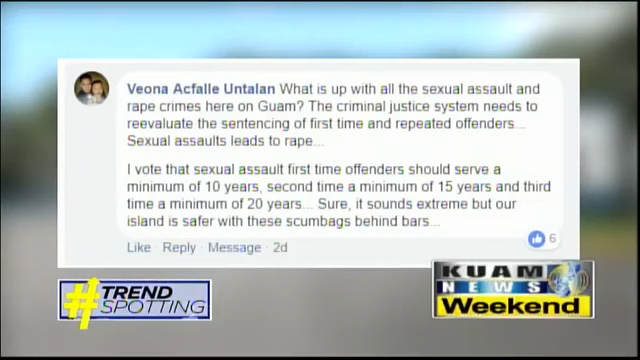 Veona Acfalle Untalan What is up with all the sexual assault and
rape crimes here on Guam? The criminal justice system needs to
reevaluate the sentencing of first time and repeated offenders...
Sexual assaults leads to rape...
I vote that sexual assault first time offenders should serve a
minimum of 10 years, second time a minimum of 15 years and third
time a minimum of 20 years... Sure, it sounds extreme but our
island is safer with these scumbags behind bars...
Like · Reply · Message · 2d
6
#TREND
SPOTTING
KUAM
NEWS
Weekend